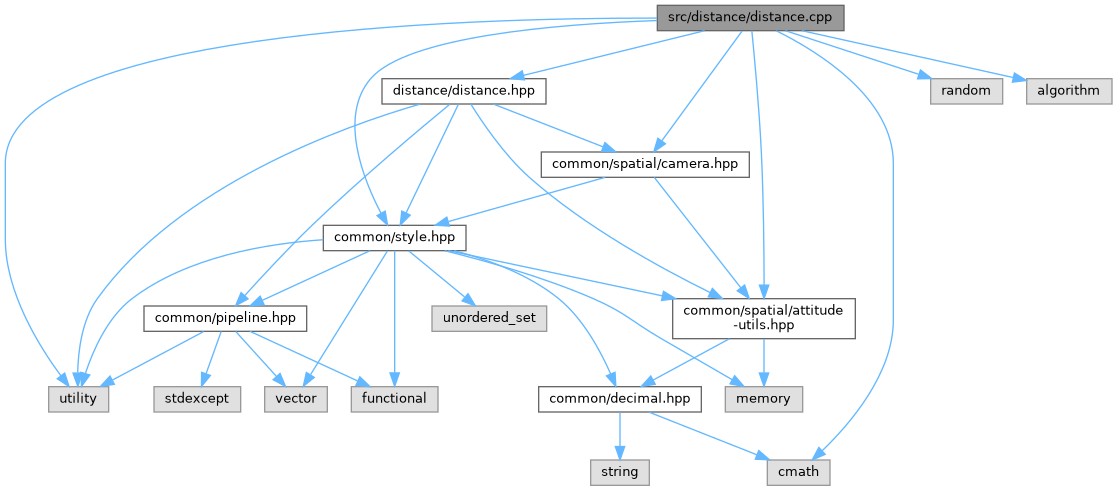 src/distance/distance.cpp
distance/distance.hpp
random
algorithm
common/spatial/camera.hpp
common/style.hpp
common/pipeline.hpp
unordered_set
common/spatial/attitude
-utils.hpp
utility
stdexcept
vector
functional
common/decimal.hpp
memory
string
cmath